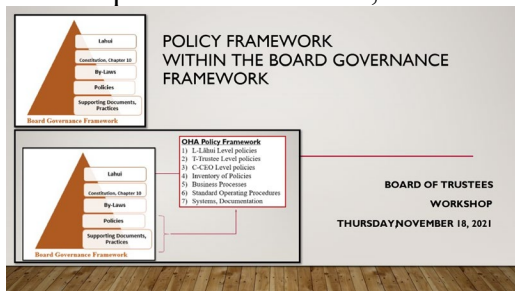 Lahui
Constitution, Chapter 10
By-Laws
Policies
Supporting Documents,
Practices
Board Governance Framework
POLICY FRAMEWORK
WITHIN THE BOARD GOVERNANCE
FRAMEWORK
OHA Policy Framework
1) L-Lāhui Level policies
2) T-Trustee Level policies
3) C-CEO Level policies
4) Inventory of Policies
5) Business Processes
6) Standard Operating Procedures
7) Systems, Documentation
Lahui
Constitution, Chapter 10
By-Laws
Policies
Supporting Documents,
Practices
Board Governance Framework
BOARD OF TRUSTEES
WORKSHOP
THURSDAY,NOVEMBER 18, 2021